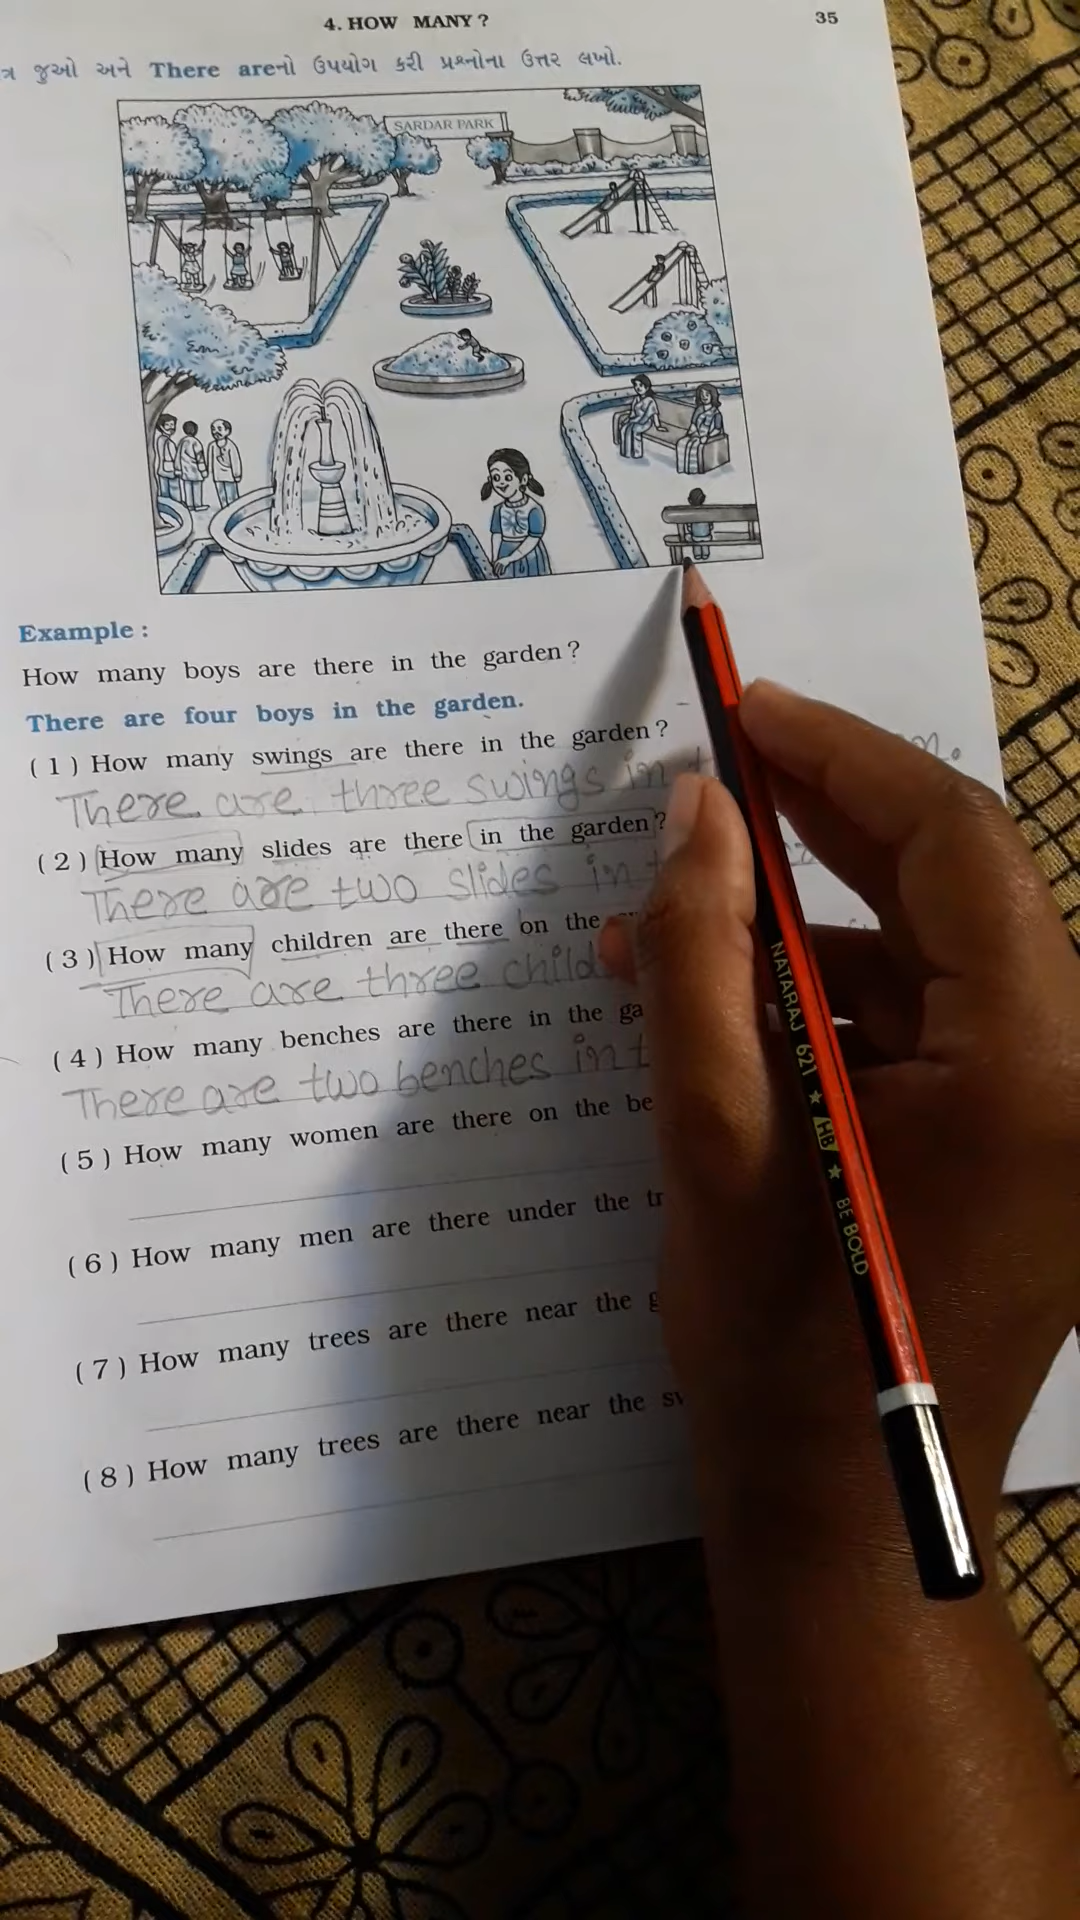 4. HOW MANY ?
35
જુઓ અને There areનો ઉપયોગ કરી પ્રશ્નોના ઉત્તર લખો.
SARDAR PARK
Example :
How many boys are there in the garden ?
There are four boys in the garden.
( 1 ) How many swings are there in the garden ?
There are three swings in
( 2 ) How many slides are there in the garden ?
There are two slides in
( 3 ) How many children are there on the
There are three
( 4 ) How many benches are there in the
There are two benches in
( 5 ) How many women are there on the
( 6 ) How many men are there under the
( 7 ) How many trees are there near the
( 8 ) How many trees are there near the
NATARAJ 621 ★ HB ★ BE BOLD